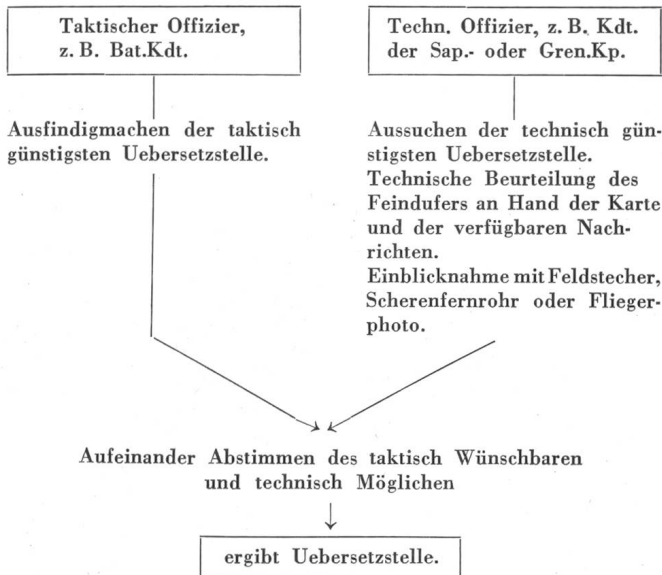 Taktischer Offizier,
z. B. Bat.Kdt.
Techn. Offizier, z. B. Kdt.
der Sap.- oder Gren.Kp.
Ausfindigmachen der taktisch
günstigsten Uebersetzstelle.
Aussuchen der technisch gün-
stigsten Uebersetzstelle.
Technische Beurteilung des
Feindufers an Hand der Karte
und der verfügbaren Nach-
richten.
Einblicknahme mit Feldstecher,
Scherenfernrohr oder Flieger-
photo.
Aufeinander Abstimmen des taktisch Wünschbaren
und technisch Möglichen
ergibt Uebersetzstelle.